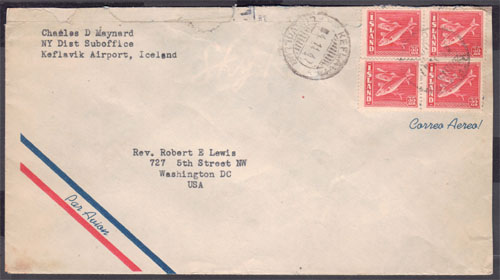 Charles D Maynard
NY Dist Suboffice
Keflavik Airport, Iceland
ISLAND
ISLAND
ISLAND
ISLAND
Correo Aereo!
Rev. Robert E Lewis
727 5th Street NW
Washington DC
USA
Par Avion